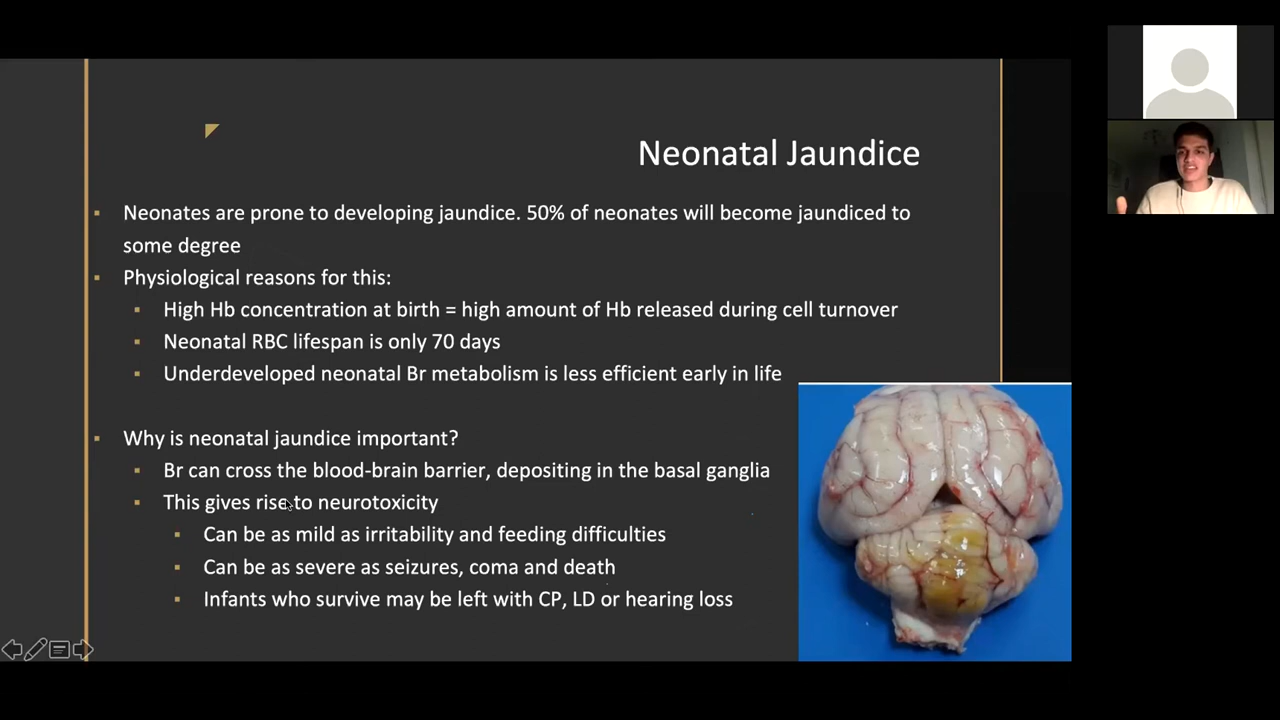 Neonatal Jaundice
Neonates are prone to developing jaundice. 50% of neonates will become jaundiced to
some degree
Physiological reasons for this:
High Hb concentration at birth = high amount of Hb released during cell turnover
Neonatal RBC lifespan is only 70 days
Underdeveloped neonatal Br metabolism is less efficient early in life
Why is neonatal jaundice important?
Br can cross the blood-brain barrier, depositing in the basal ganglia
This gives rise to neurotoxicity
Can be as mild as irritability and feeding difficulties
Can be as severe as seizures, coma and death
Infants who survive may be left with CP, LD or hearing loss